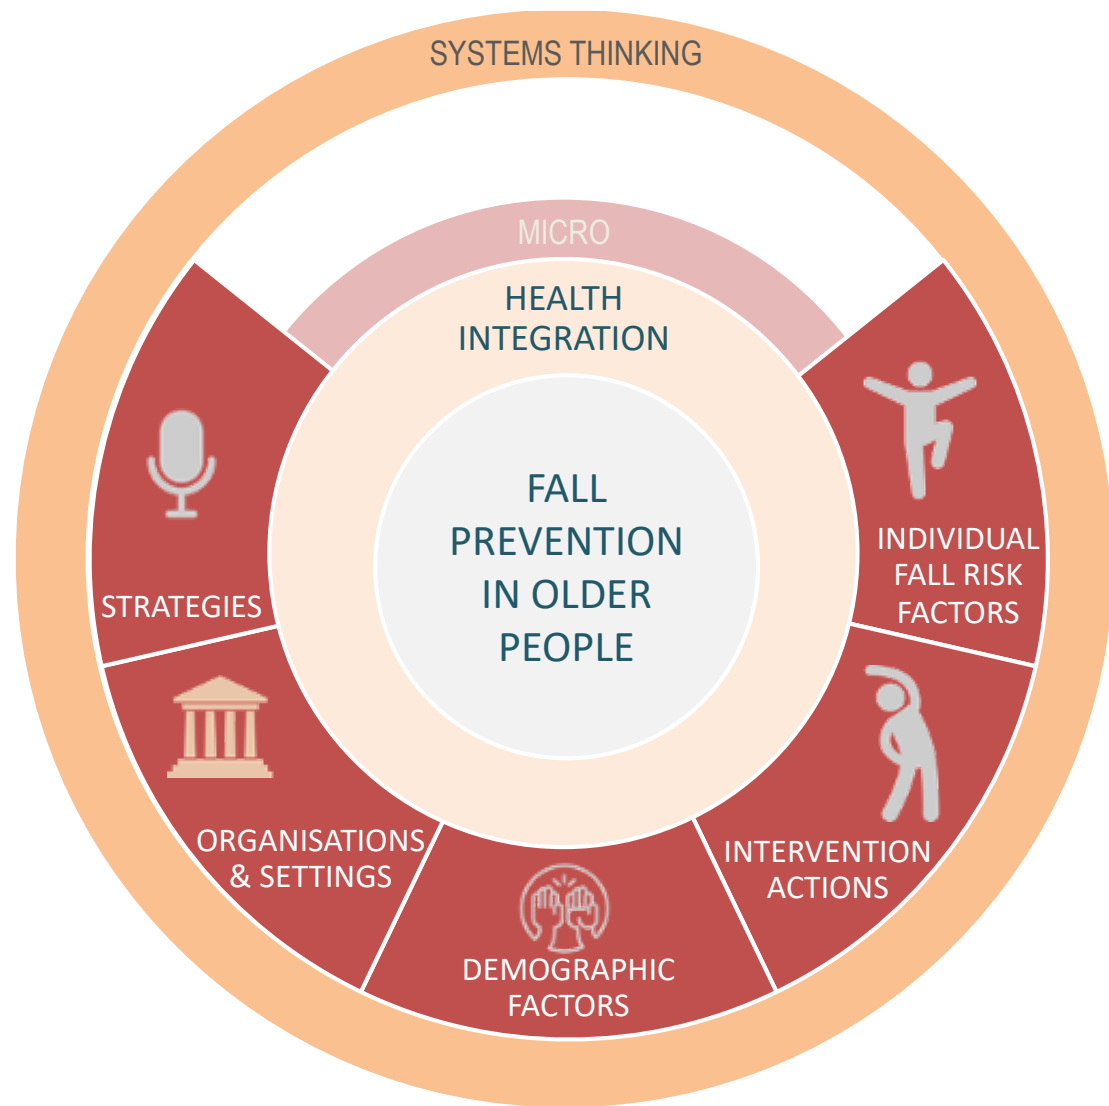 SYSTEMS THINKING
MICRO
HEALTH
INTEGRATION
FALL
PREVENTION
IN OLDER
PEOPLE
INDIVIDUAL
FALL RISK
FACTORS
INTERVENTION
ACTIONS
DEMOGRAPHIC
FACTORS
ORGANISATIONS
& SETTINGS
STRATEGIES